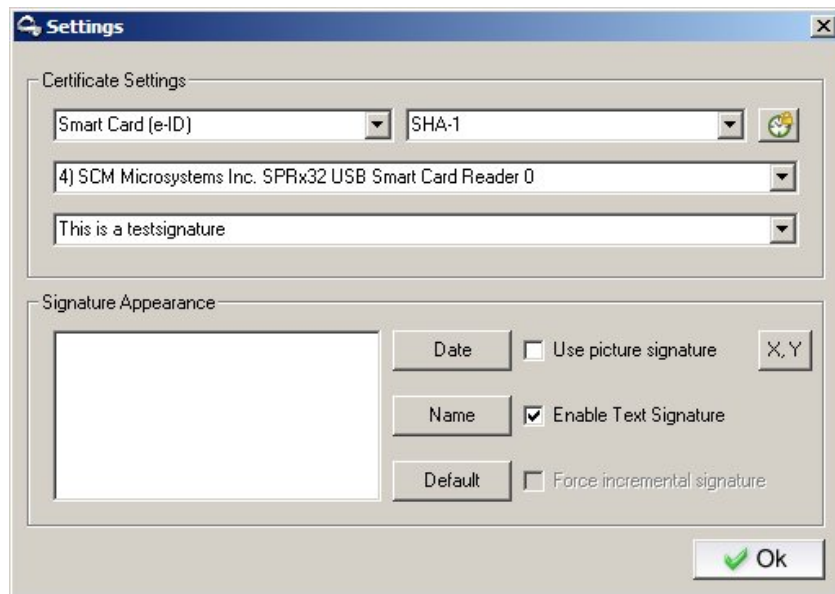 Settings
Certificate Settings
Smart Card (e-ID) SHA-1
4) SCM Microsystems Inc. SPRx32 USB Smart Card Reader 0
This is a testsignature
Signature Appearance
Date Use picture signature X,Y
Name Enable Text Signature
Default Force incremental signature
Ok